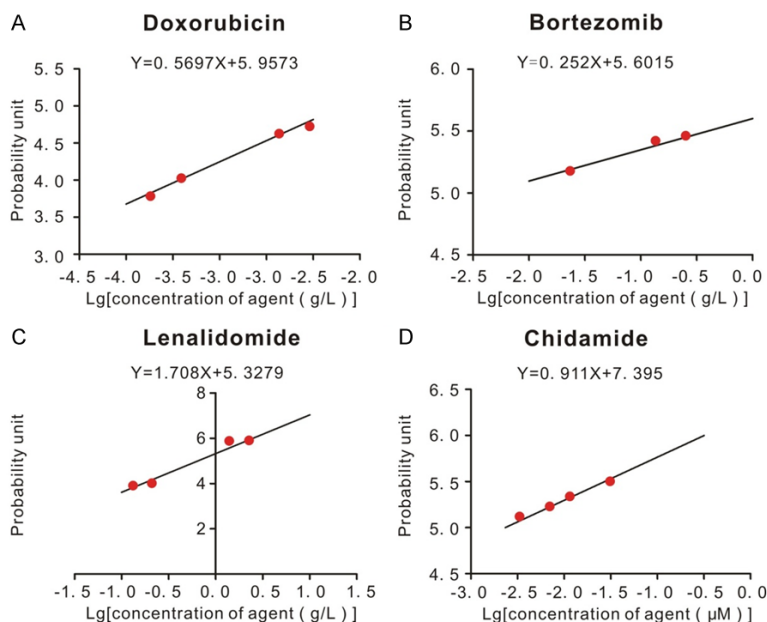 A
Doxorubicin
Y=0.5697X+5.9573
Probability unit
5.5
5.0
4.5
4.0
3.5
3.0
-4.5 -4.0 -3.5 -3.0 -3.0 -2.5 -2.0
Lg[concentration of agent ( g/L ) ]
B
Bortezomib
Y=0.252X+5.6015
Probability unit
6.0
5.5
5.0
4.5
-2.5 -2.0 -1.5 -1.0 -0.5 0.0
Lg[concentration of agent ( g/L ) ]
C
Lenalidomide
Y=1.708X+5.3279
Probability unit
8
6
4
2
-1.5 -1.0 -0.5 0.0 0.5 1.0 1.5
Lg[concentration of agent ( g/L ) ]
D
Chidamide
Y=0.911X+7.395
Probability unit
6.5
6.0
5.5
5.0
4.5
-3.0 -2.5 -2.0 -1.5 -1.0 -0.5 0.0
Lg[concentration of agent ( μM ) ]